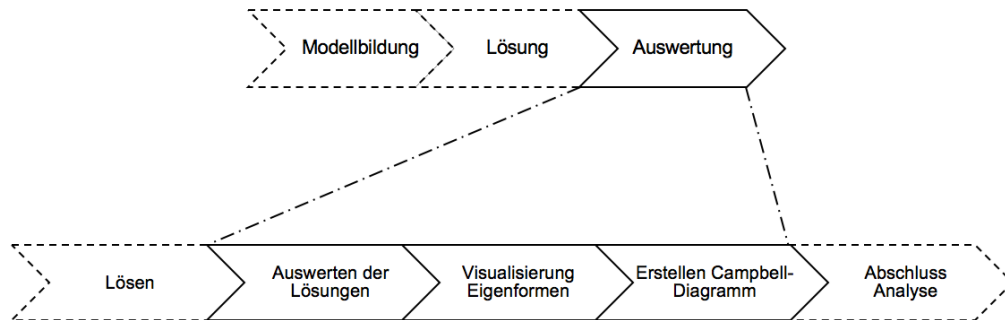 Modellbildung
Lösung
Auswertung
Lösen
Auswerten der
Lösungen
Visualisierung
Eigenformen
Erstellen Campbell-
Diagramm
Abschluss
Analyse